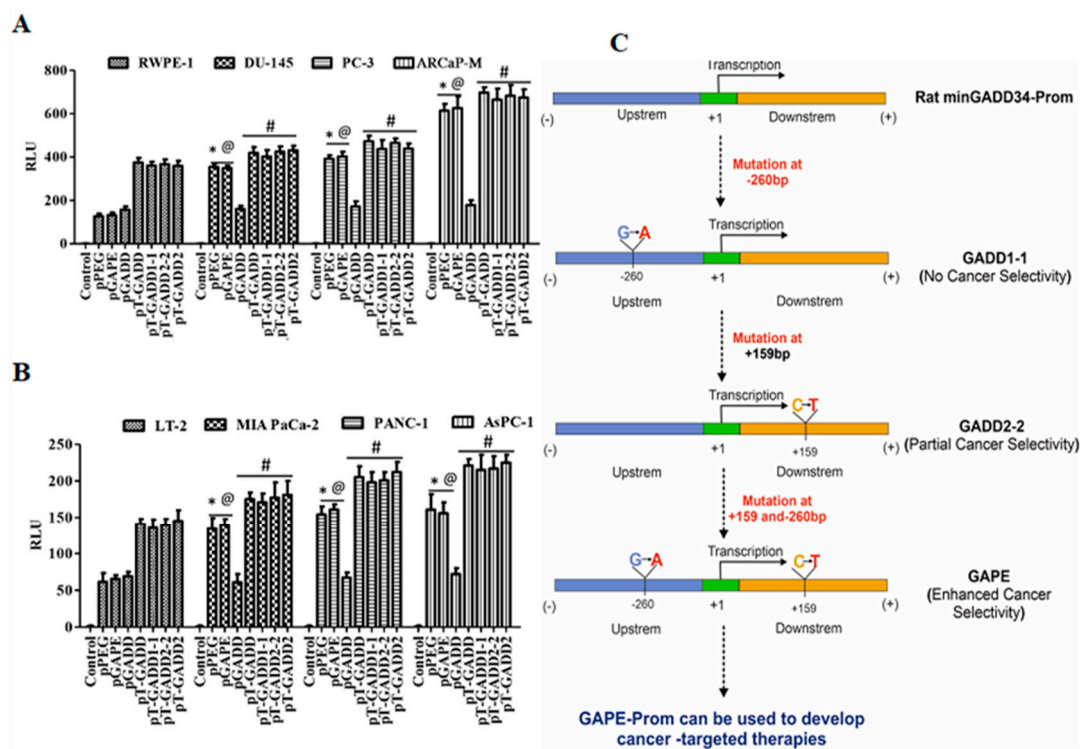 A
RWPE-1 DU-145 PC-3 ARCaP-M
800
600
400
200
0
RLU
* @ #
* @ #
* @ #
Control pPEG pGAPE pGADD pT-GADD pT-GADD1-1 pT-GADD2-2 pT-GADD2
Control pPEG pGAPE pGADD pT-GADD pT-GADD1-1 pT-GADD2-2 pT-GADD2
Control pPEG pGAPE pGADD pT-GADD pT-GADD1-1 pT-GADD2-2 pT-GADD2
Control pPEG pGAPE pGADD pT-GADD pT-GADD1-1 pT-GADD2-2 pT-GADD2
B
LT-2 MIA PaCa-2 PANC-1 AsPC-1
250
200
150
100
50
0
RLU
* @ #
* @ #
* @ #
Control pPEG pGAPE pGADD pT-GADD pT-GADD1-1 pT-GADD2-2 pT-GADD2
Control pPEG pGAPE pGADD pT-GADD pT-GADD1-1 pT-GADD2-2 pT-GADD2
Control pPEG pGAPE pGADD pT-GADD pT-GADD1-1 pT-GADD2-2 pT-GADD2
Control pPEG pGAPE pGADD pT-GADD pT-GADD1-1 pT-GADD2-2 pT-GADD2
C
Transcription
Rat minGADD34-Prom
(-) Upstrem +1 Downstrem (+)
Mutation at
-260bp
G→A Transcription
GADD1-1
(No Cancer Selectivity)
-260 +1
(-) Upstrem Downstrem (+)
Mutation at
+159bp
Transcription C→T
GADD2-2
(Partial Cancer Selectivity)
+1 +159
(-) Upstrem Downstrem (+)
Mutation at
+159 and-260bp
G→A Transcription C→T
GAPE
(Enhanced Cancer
Selectivity)
-260 +1 +159
(-) Upstrem Downstrem (+)
GAPE-Prom can be used to develop
cancer -targeted therapies